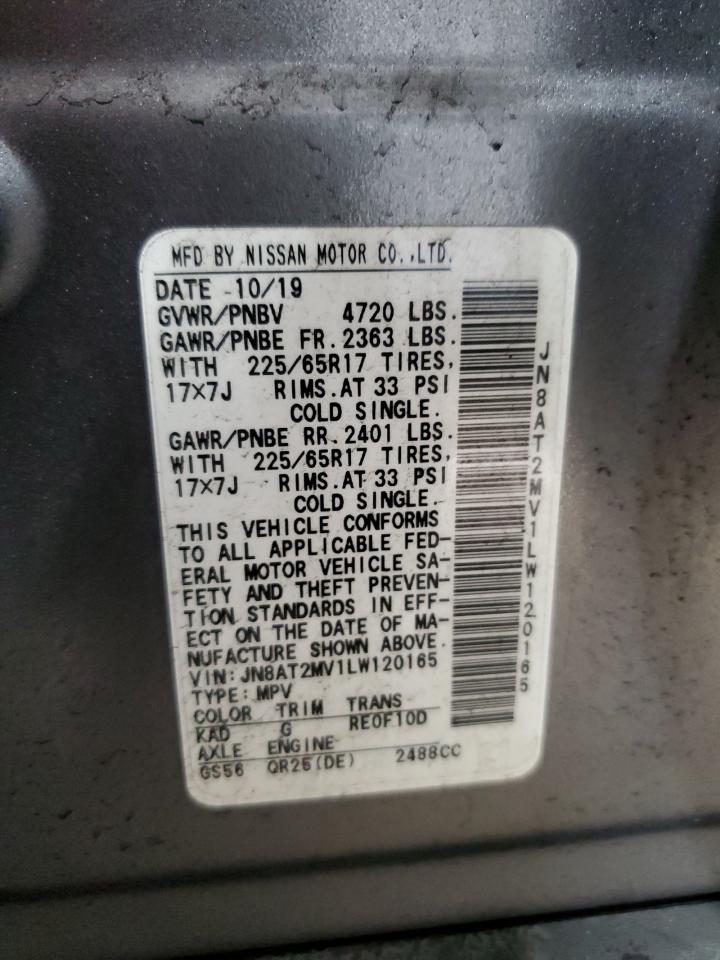 MFD BY NISSAN MOTOR CO.,LTD.
DATE 10/19
GVWR/PNBV 4720 LBS.
GAWR/PNBE FR. 2363 LBS.
WITH 225/65R17 TIRES,
17×7J RIMS.AT 33 PSI
COLD SINGLE.
GAWR/PNBE RR. 2401 LBS.
WITH 225/65R17 TIRES,
17×7J RIMS.AT 33 PSI
COLD SINGLE.
THIS VEHICLE CONFORMS
TO ALL APPLICABLE FED-
ERAL MOTOR VEHICLE SA-
FETY AND THEFT PREVEN-
TION STANDARDS IN EFF-
ECT ON THE DATE OF MA-
NUFACTURE SHOWN ABOVE.
VIN:JN8AT2MV1LW120165
TYPE:MPV
COLOR TRIM TRANS
KAD G RE0F10D
AXLE ENGINE
GS56 QR25(DE) 2488CC
JN8AT2MV1LW120165